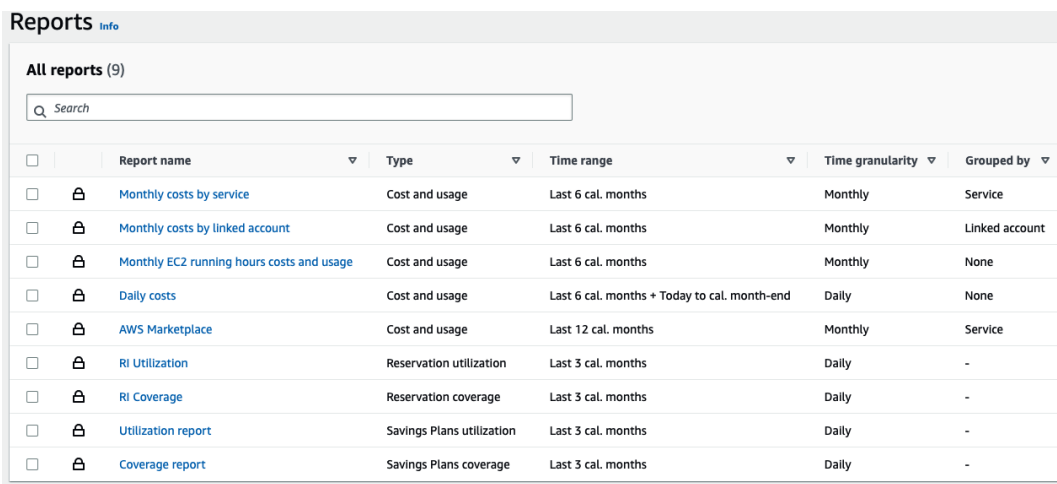 Reports Info
All reports (9)
Search
Report name Type Time range Time granularity Grouped by
Monthly costs by service Cost and usage Last 6 cal. months Monthly Service
Monthly costs by linked account Cost and usage Last 6 cal. months Monthly Linked account
Monthly EC2 running hours costs and usage Cost and usage Last 6 cal. months Monthly None
Daily costs Cost and usage Last 6 cal. months + Today to cal. month-end Daily None
AWS Marketplace Cost and usage Last 12 cal. months Monthly Service
RI Utilization Reservation utilization Last 3 cal. months Daily -
RI Coverage Reservation coverage Last 3 cal. months Daily -
Utilization report Savings Plans utilization Last 3 cal. months Daily -
Coverage report Savings Plans coverage Last 3 cal. months Daily -